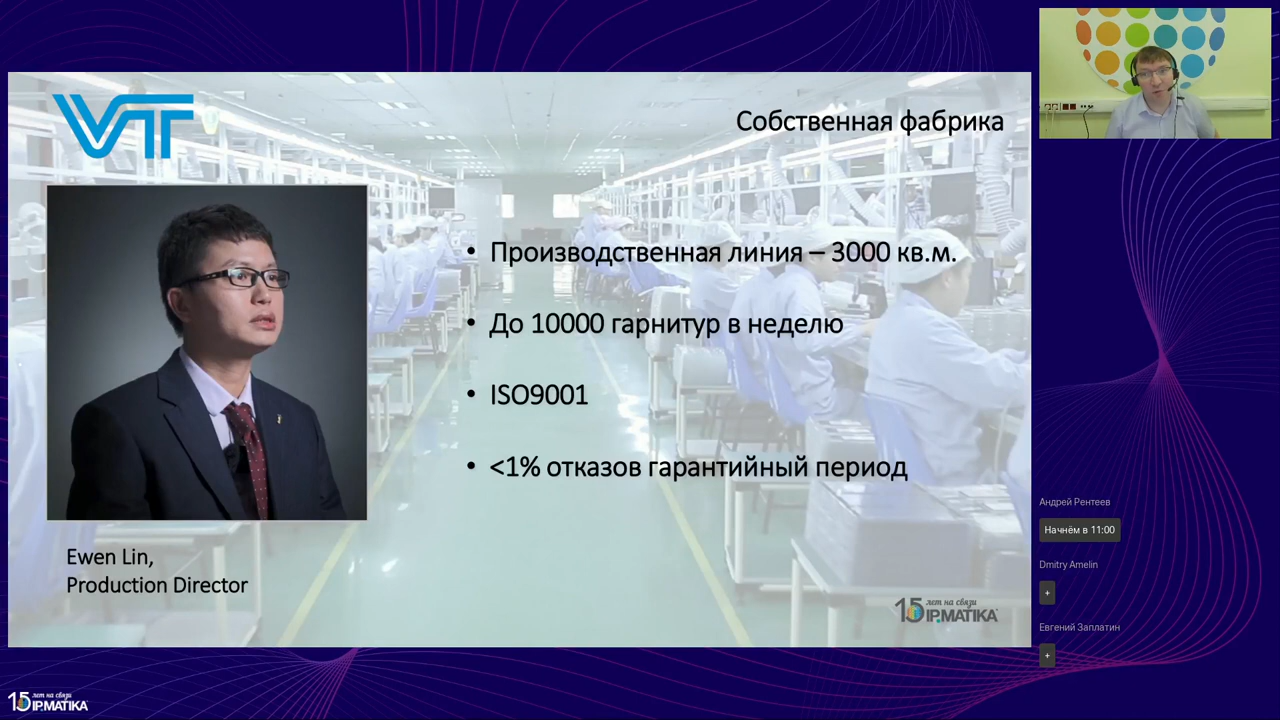 VT
Собственная фабрика
• Производственная линия – 3000 кв.м.
• До 10000 гарнитур в неделю
• ISO9001
• <1% отказов гарантийный период
Ewen Lin,
Production Director
15 лет на связи
IPMATIKA
Андрей Рентеев
Начнём в 11:00
Dmitry Amelin
+
Евгений Заплатин
+
15 лет на связи
IPMATIKA